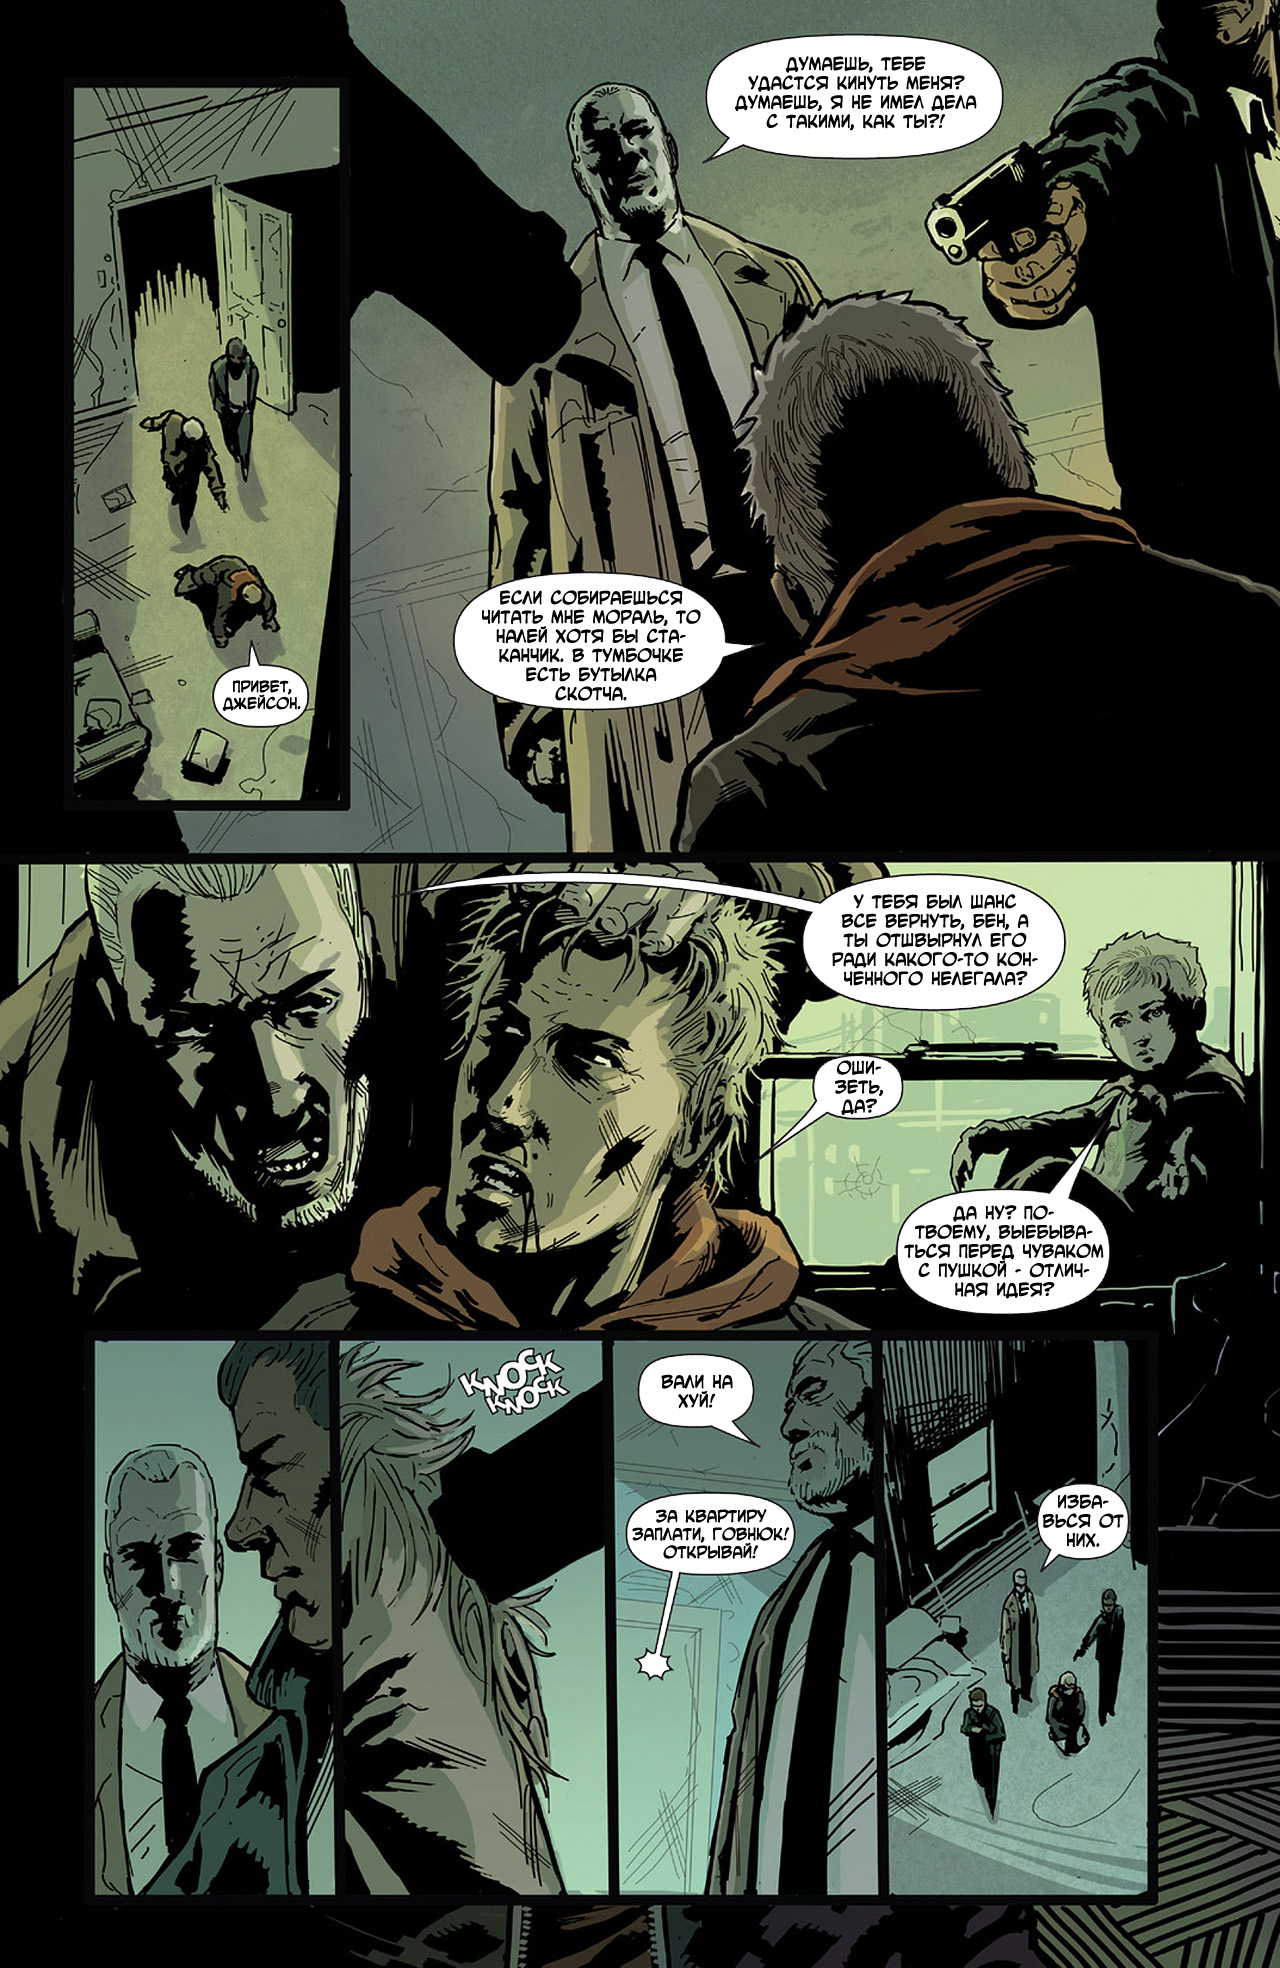 ПРИВЕТ,
ДЖЕЙСОН.
ДУМАЕШЬ, ТЕБЕ
УДАСТСЯ КИНУТЬ МЕНЯ?
ДУМАЕШЬ, Я НЕ ИМЕЛ ДЕЛА
С ТАКИМИ, КАК ТЫ?!
ЕСЛИ СОБИРАЕШЬСЯ
ЧИТАТЬ МНЕ МОРАЛЬ, ТО
НАЛЕЙ ХОТЯ БЫ СТА-
КАНЧИК. В ТУМБОЧКЕ
ЕСТЬ БУТЫЛКА
СКОТЧА.
У ТЕБЯ БЫЛ ШАНС
ВСЕ ВЕРНУТЬ, БЕН, А
ТЫ ОТШВЫРНУЛ ЕГО
РАДИ КАКОГО-ТО КОН-
ЧЕННОГО НЕЛЕГАЛА?
ОШИ-
ЗЕТЬ,
ДА?
ДА НУ? ПО-
ТВОЕМУ, ВЫЕБЫВА-
ТЬСЯ ПЕРЕД ЧУВАКОМ
С ПУШКОЙ - ОТЛИЧ-
НАЯ ИДЕЯ?
KNOCK
KNOCK
ВАЛИ НА
ХУЙ!
ЗА КВАРТИРУ
ЗАПЛАТИ, ГОВНЮК!
ОТКРЫВАЙ!
ИЗБА-
ВЬСЯ ОТ
НИХ.